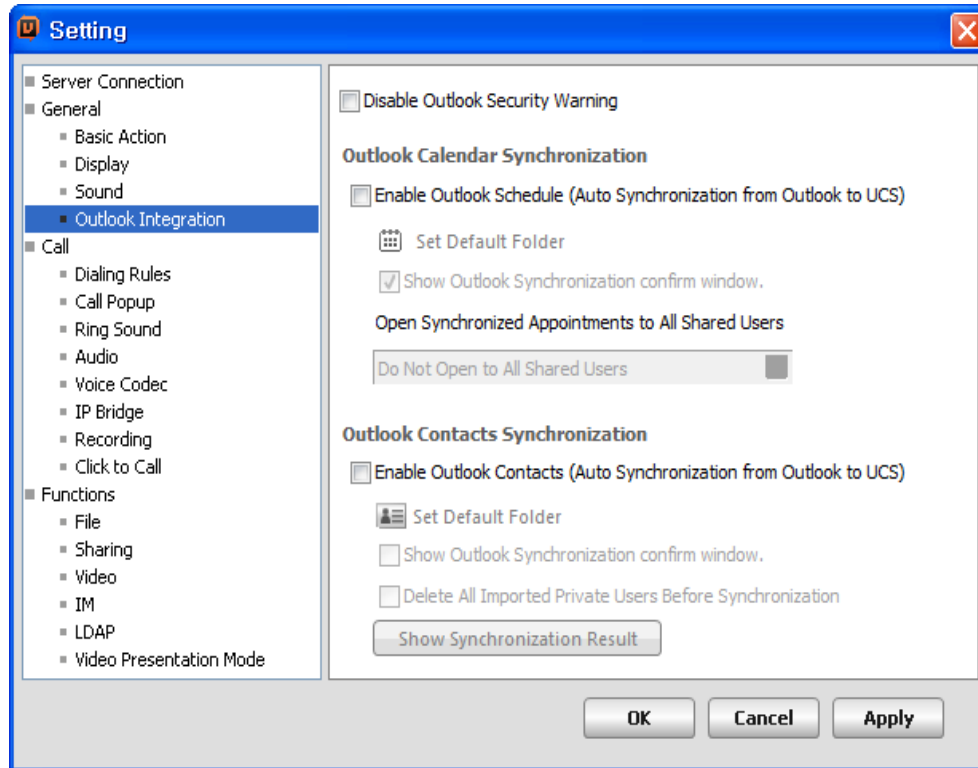 Setting
Server Connection
General
Basic Action
Display
Sound
Outlook Integration
Call
Dialing Rules
Call Popup
Ring Sound
Audio
Voice Codec
IP Bridge
Recording
Click to Call
Functions
File
Sharing
Video
IM
LDAP
Video Presentation Mode
Disable Outlook Security Warning
Outlook Calendar Synchronization
Enable Outlook Schedule (Auto Synchronization from Outlook to UCS)
Set Default Folder
Show Outlook Synchronization confirm window.
Open Synchronized Appointments to All Shared Users
Do Not Open to All Shared Users
Outlook Contacts Synchronization
Enable Outlook Contacts (Auto Synchronization from Outlook to UCS)
Set Default Folder
Show Outlook Synchronization confirm window.
Delete All Imported Private Users Before Synchronization
Show Synchronization Result
OK Cancel Apply